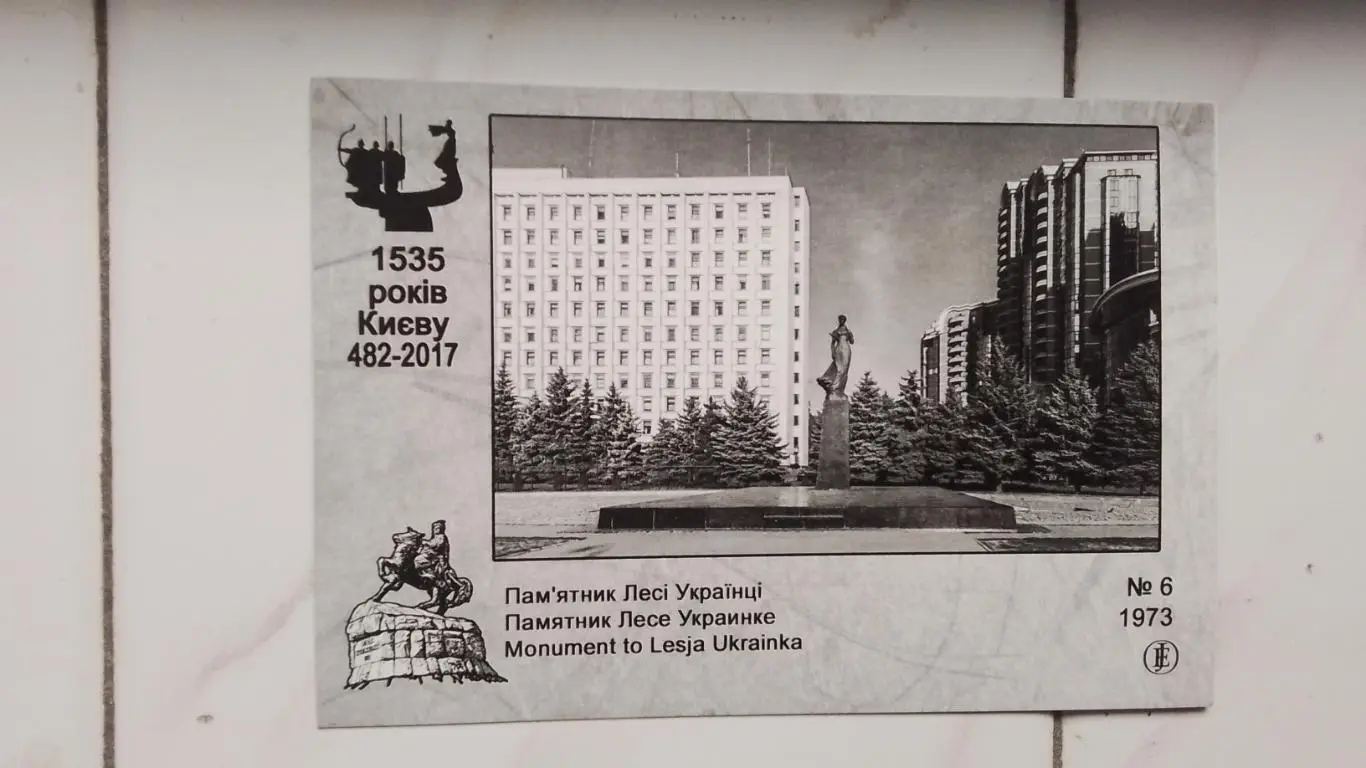 1535
років
Києву
482-2017
Пам'ятник Лесі Українці
Памятник Лесе Украинке
Monument to Lesja Ukrainka
№ 6
1973